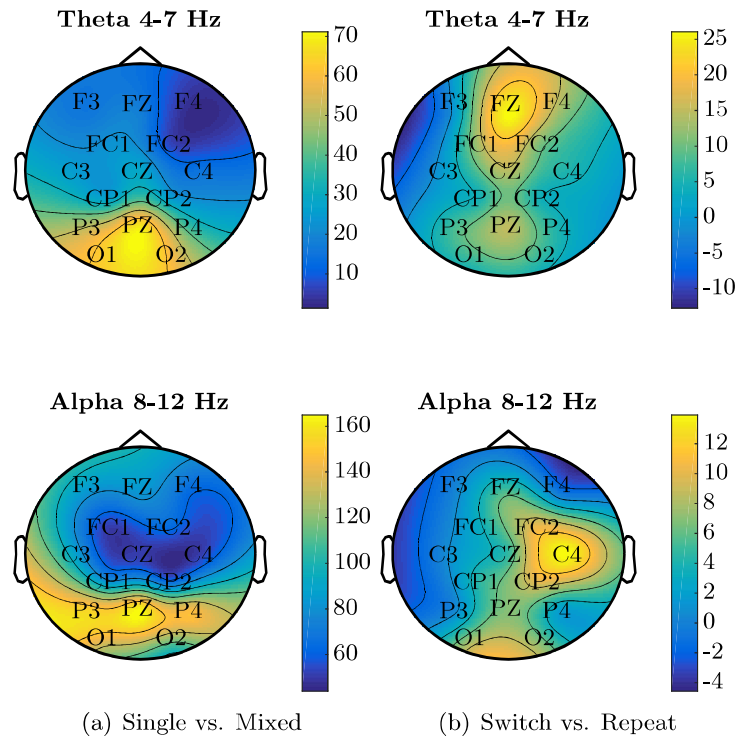 Theta 4-7 Hz
F3 FZ F4
FC1 FC2
C3 CZ C4
CP1 CP2
P3 PZ P4
O1 O2
70
60
50
40
30
20
10
Theta 4-7 Hz
F3 FZ F4
FC1 FC2
C3 CZ C4
CP1 CP2
P3 PZ P4
O1 O2
25
20
15
10
5
0
-5
-10
Alpha 8-12 Hz
F3 FZ F4
FC1 FC2
C3 CZ C4
CP1 CP2
P3 PZ P4
O1 O2
160
140
120
100
80
60
Alpha 8-12 Hz
F3 FZ F4
FC1 FC2
C3 CZ C4
CP1 CP2
P3 PZ P4
O1 O2
12
10
8
6
4
2
0
-2
-4
(a) Single vs. Mixed
(b) Switch vs. Repeat